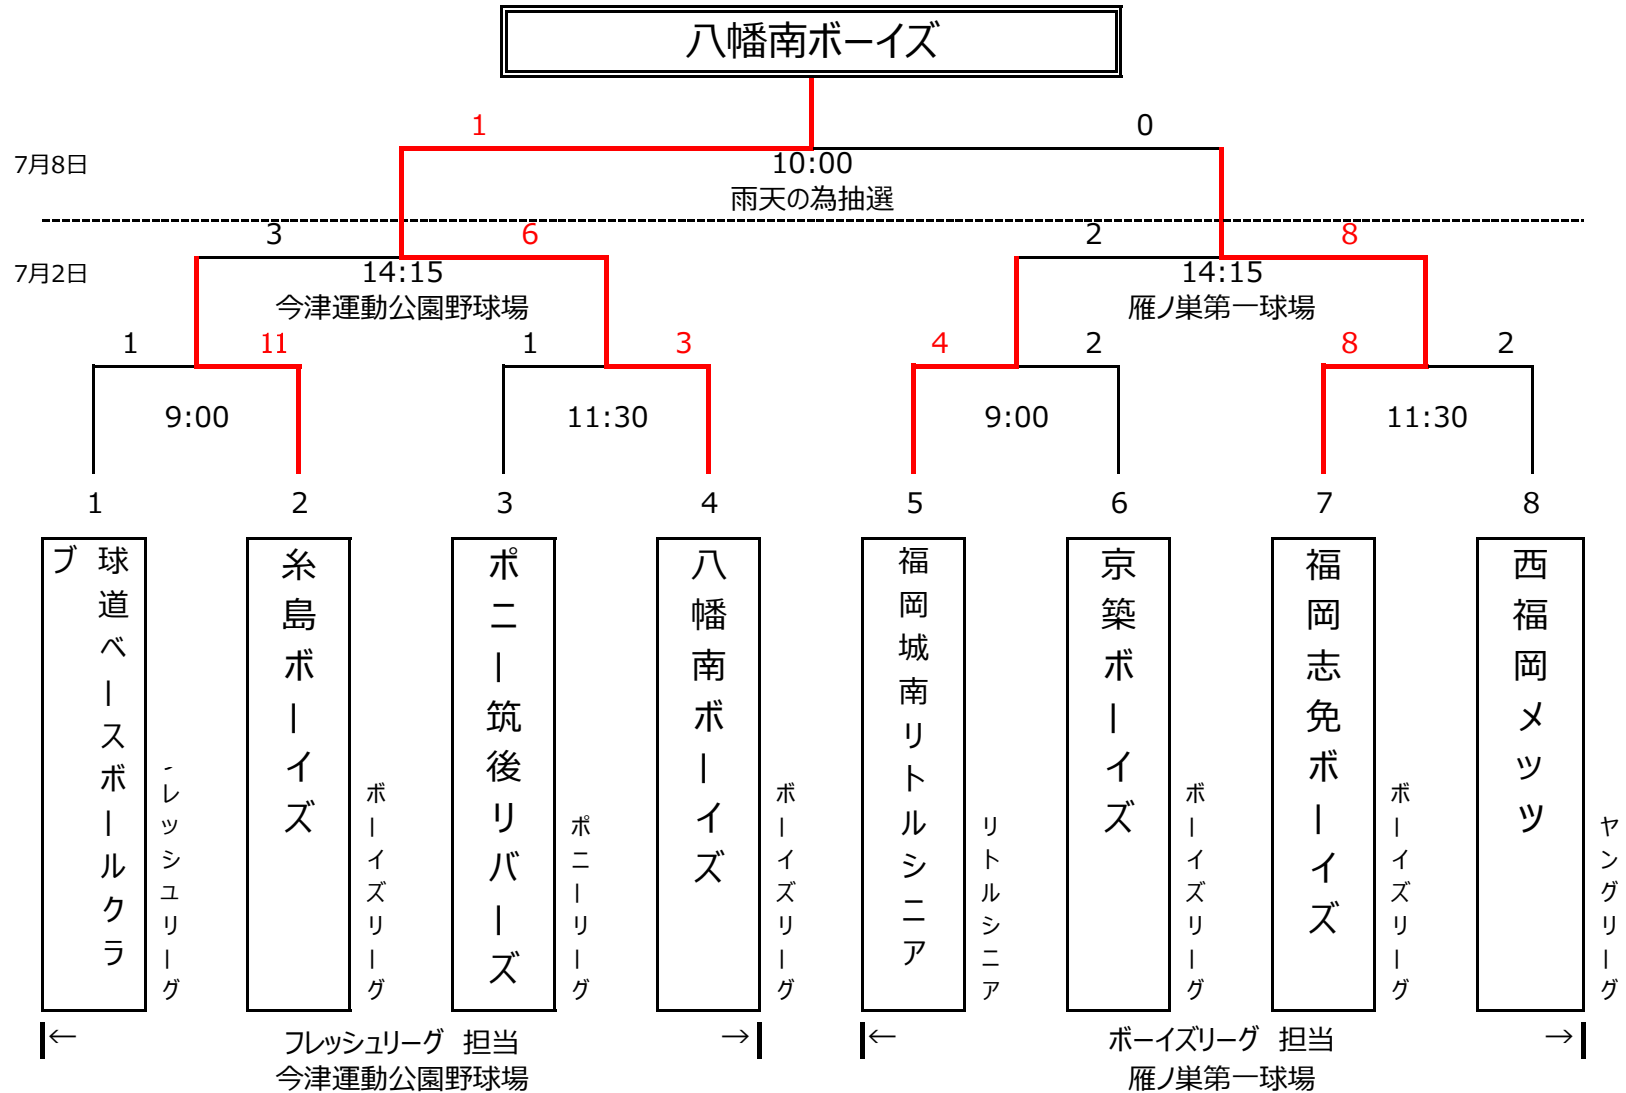 八幡南ボーイズ
1 0
7月8日 10:00
雨天の為抽選
3 6 2 8
7月2日 14:15 14:15
今津運動公園野球場 雁ノ巣第一球場
1 11 1 3 4 2 8 2
9:00 11:30 9:00 11:30
1 2 3 4 5 6 7 8
球道ベースボールクラブ
レッシュリーグ
糸島ボーイズ
ボーイズリーグ
ポニー筑後リバーズ
ポニーリーグ
八幡南ボーイズ
ボーイズリーグ
福岡城南リトルシニア
リトルシニア
京築ボーイズ
ボーイズリーグ
福岡志免ボーイズ
ボーイズリーグ
西福岡メッツ
ヤングリーグ
← フレッシュリーグ 担当 → ← ボーイズリーグ 担当 →
今津運動公園野球場 雁ノ巣第一球場